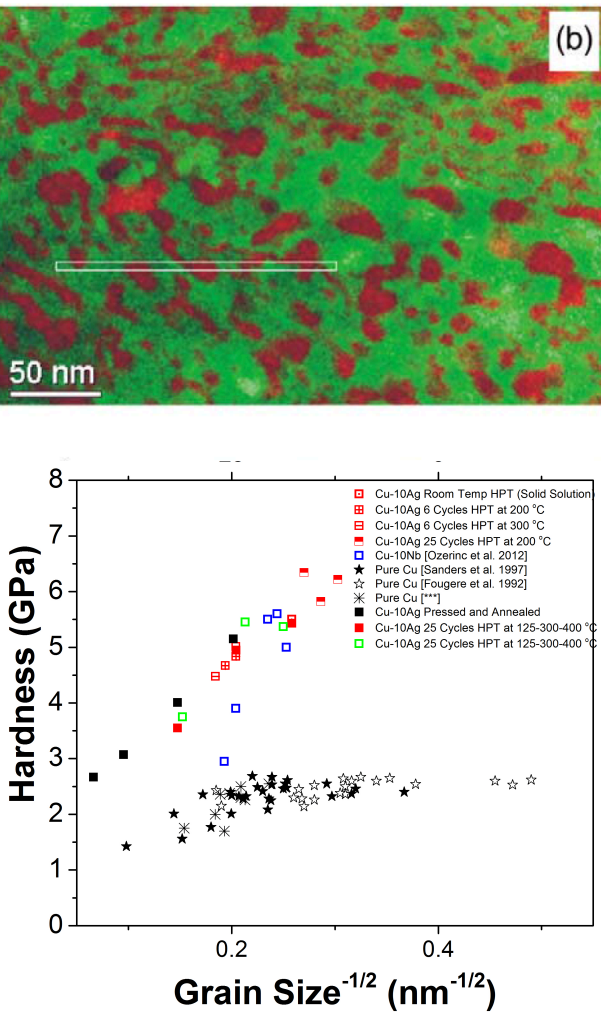 (b)
50 nm
8
7
6
5
4
3
2
1
0
Cu-10Ag Room Temp HPT (Solid Solution)
Cu-10Ag 6 Cycles HPT at 200 °C
Cu-10Ag 6 Cycles HPT at 300 °C
Cu-10Ag 25 Cycles HPT at 200 °C
Cu-10Nb [Ozerinc et al. 2012]
Pure Cu [Sanders et al. 1997]
Pure Cu [Fougere et al. 1992]
Pure Cu [***]
Cu-10Ag Pressed and Annealed
Cu-10Ag 25 Cycles HPT at 125-300-400 °C
Cu-10Ag 25 Cycles HPT at 125-300-400 °C
Hardness (GPa)
0.2 0.4
Grain Size-1/2 (nm-1/2)